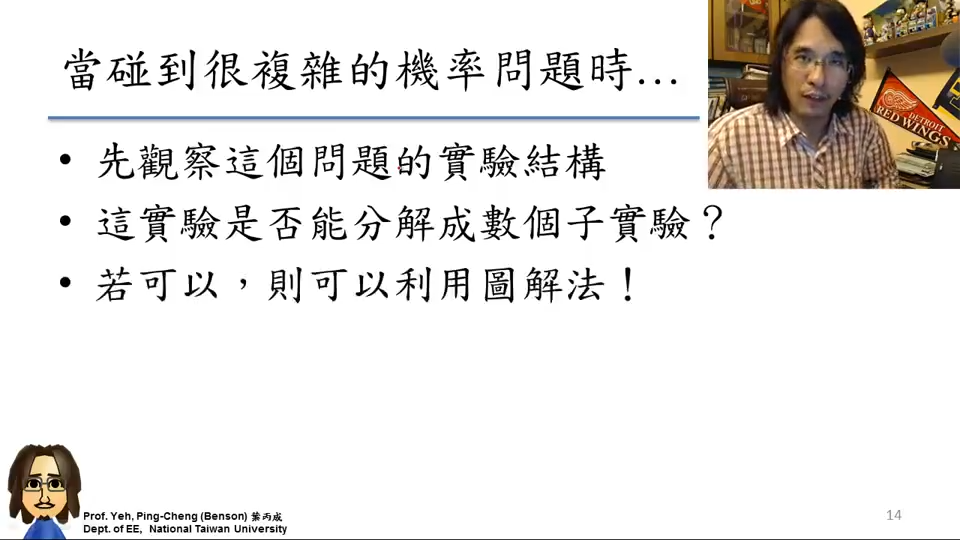 當碰到很複雜的機率問題時…
DETROIT
RED WINGS
• 先觀察這個問題的實驗結構
• 這實驗是否能分解成數個子實驗？
• 若可以，則可以利用圖解法！
Prof. Yeh, Ping-Cheng (Benson) 葉丙成
Dept. of EE, National Taiwan University
14